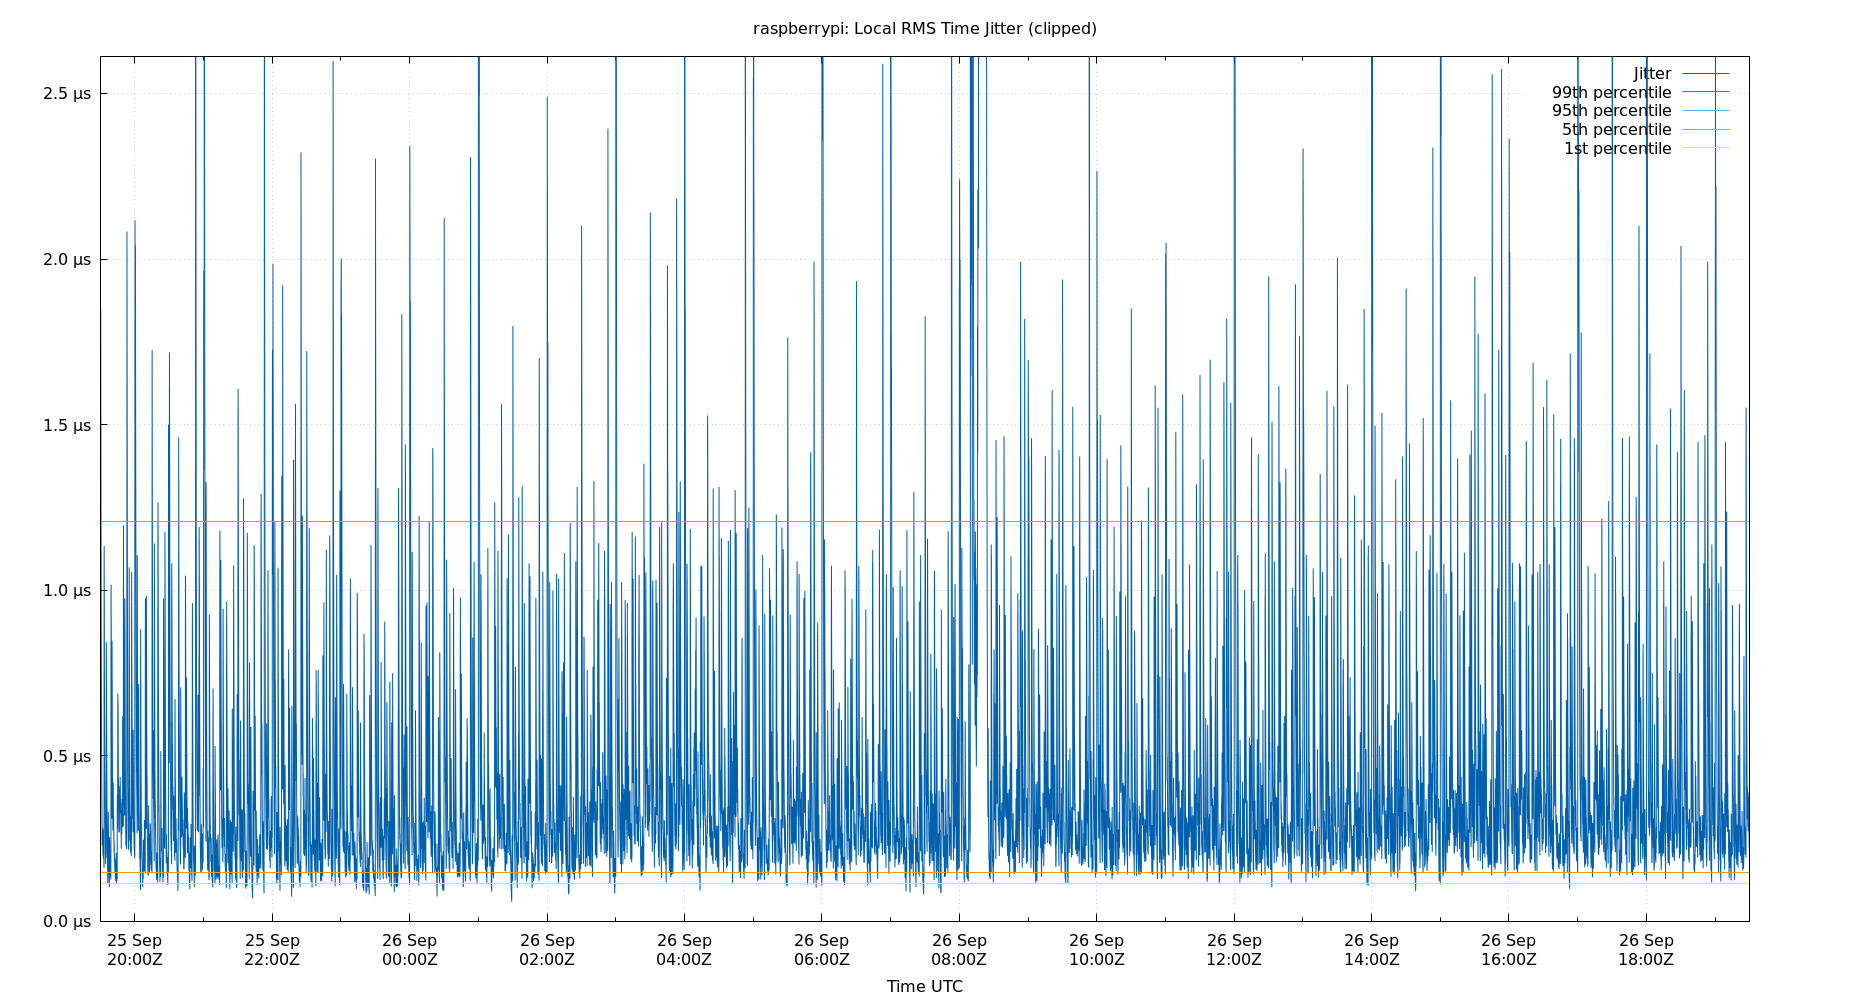 raspberrypi: Local RMS Time Jitter (clipped)
Jitter
99th percentile
95th percentile
5th percentile
1st percentile
2.5 µs
2.0 µs
1.5 µs
1.0 µs
0.5 µs
0.0 µs
25 Sep 25 Sep 26 Sep 26 Sep 26 Sep 26 Sep 26 Sep 26 Sep 26 Sep 26 Sep 26 Sep 26 Sep
20:00Z 22:00Z 00:00Z 02:00Z 04:00Z 06:00Z 08:00Z 10:00Z 12:00Z 14:00Z 16:00Z 18:00Z
Time UTC